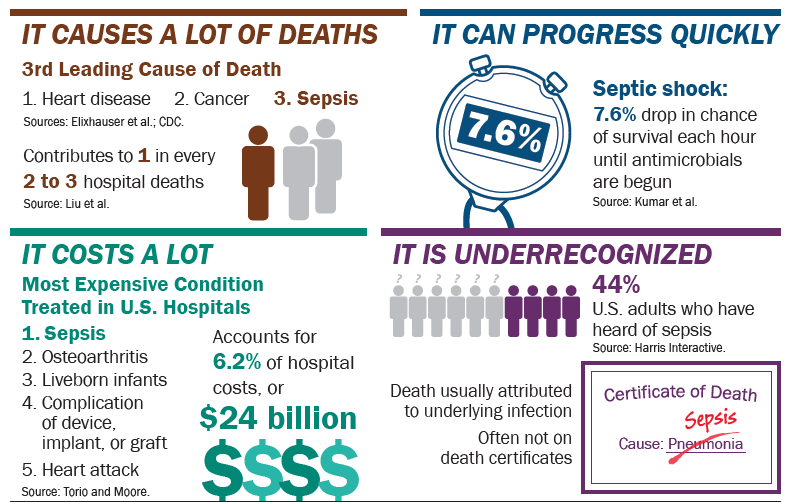 IT CAUSES A LOT OF DEATHS
3rd Leading Cause of Death
1. Heart disease 2. Cancer 3. Sepsis
Sources: Elixhauser et al.; CDC.
Contributes to 1 in every
2 to 3 hospital deaths
Source: Liu et al.
IT CAN PROGRESS QUICKLY
7.6%
Septic shock:
7.6% drop in chance
of survival each hour
until antimicrobials
are begun
Source: Kumar et al.
IT COSTS A LOT
Most Expensive Condition
Treated in U.S. Hospitals
1. Sepsis
2. Osteoarthritis
3. Liveborn infants
4. Complication
of device,
implant, or graft
5. Heart attack
Source: Torio and Moore.
Accounts for
6.2% of hospital
costs, or
$24 billion
$$$$
IT IS UNDERRECOGNIZED
? ? ? ? ? ?
44%
U.S. adults who have
heard of sepsis
Source: Harris Interactive.
Death usually attributed
to underlying infection
Often not on
death certificates
Certificate of Death
Sepsis
Cause: Pneumonia